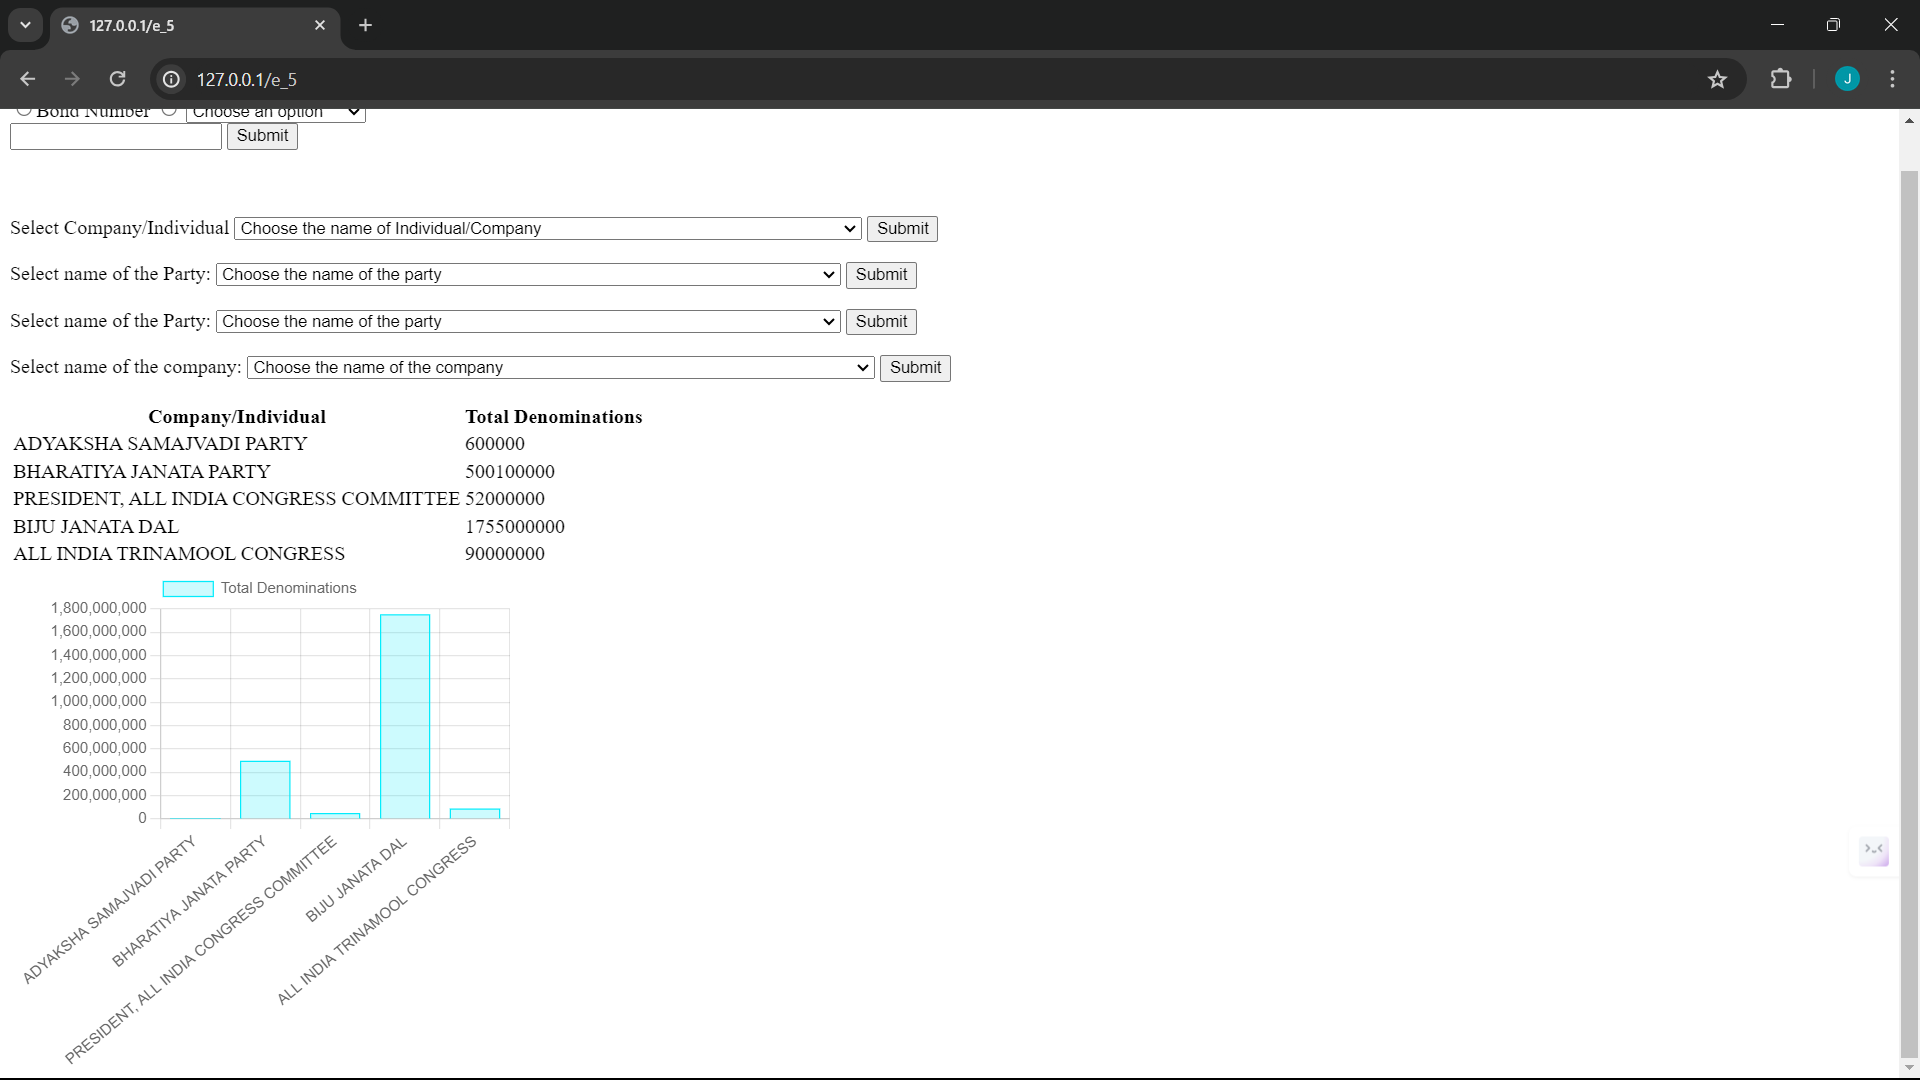 127.0.0.1/e_5
127.0.0.1/e_5
J
Bond Number Choose an option
Submit
Select Company/Individual Choose the name of Individual/Company Submit
Select name of the Party: Choose the name of the party Submit
Select name of the Party: Choose the name of the party Submit
Select name of the company: Choose the name of the company Submit
Company/Individual Total Denominations
ADYAKSHA SAMAJVADI PARTY 600000
BHARATIYA JANATA PARTY 500100000
PRESIDENT, ALL INDIA CONGRESS COMMITTEE 52000000
BIJU JANATA DAL 1755000000
ALL INDIA TRINAMOOL CONGRESS 90000000
Total Denominations
1,800,000,000
1,600,000,000
1,400,000,000
1,200,000,000
1,000,000,000
800,000,000
600,000,000
400,000,000
200,000,000
0
ADYAKSHA SAMAJVADI PARTY
BHARATIYA JANATA PARTY
PRESIDENT, ALL INDIA CONGRESS COMMITTEE
BIJU JANATA DAL
ALL INDIA TRINAMOOL CONGRESS